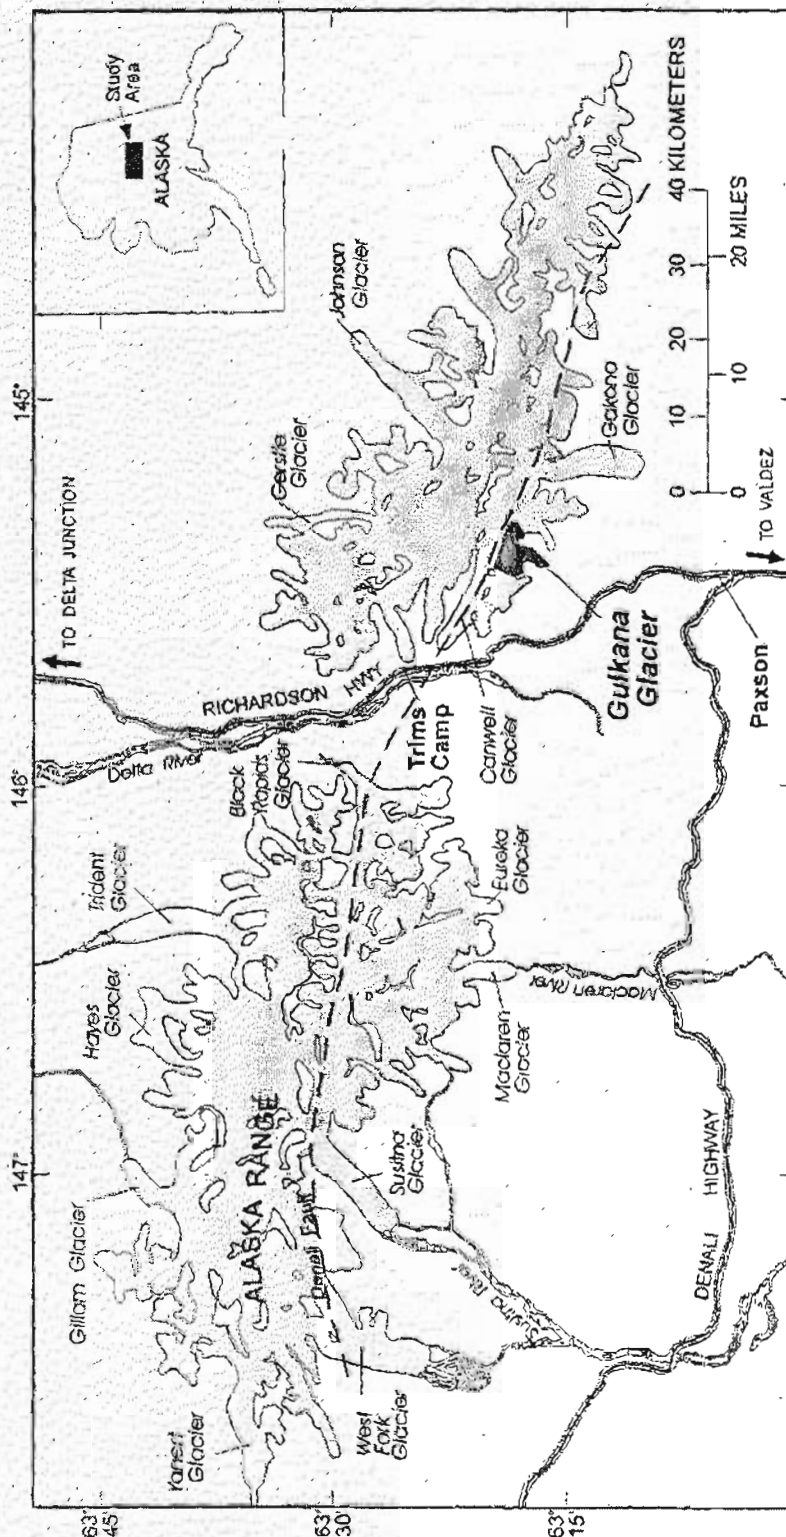 Study
Area
ALASKA
63°
45'
63°
30'
63°
15'
147°
146°
145°
TO DELTA JUNCTION
Yanert
Glacier
Gillam Glacier
Hayes
Glacier
Trident
Glacier
ALASKA RANGE
Denali Fault
Delta River
RICHARDSON
HWY
Black
Rapids
Glacier
Gerstle
Glacier
Johnson
Glacier
West
Fork
Glacier
Susitna
Glacier
Susitna River
Maclaren
Glacier
Maclaren River
Eureka
Glacier
Trims
Camp
Canwell
Glacier
Gulkana
Glacier
Gakona
Glacier
DENALI HIGHWAY
Paxson
TO VALDEZ
0 10 20 30 40 KILOMETERS
0 10 20 MILES